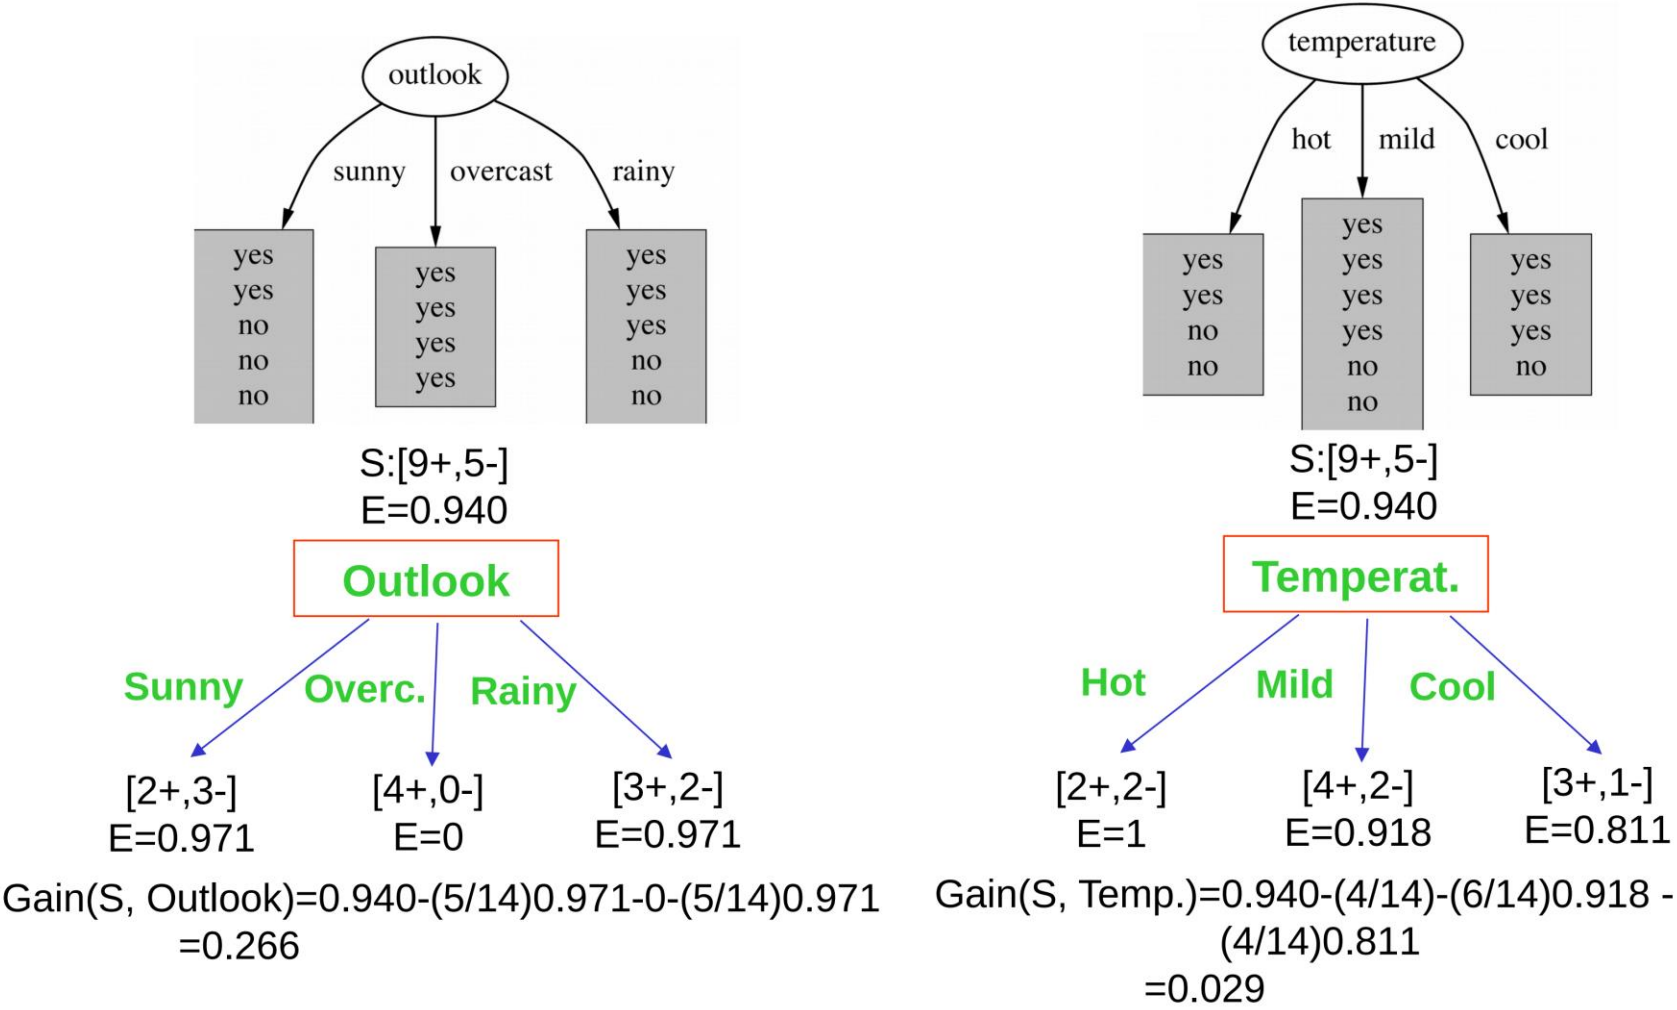 outlook
sunny
overcast
rainy
yes
yes
no
no
no
yes
yes
yes
yes
yes
yes
yes
no
no
S:[9+,5-]
E=0.940
Outlook
Sunny
Overc.
Rainy
[2+,3-]
E=0.971
[4+,0-]
E=0
[3+,2-]
E=0.971
Gain(S, Outlook)=0.940-(5/14)0.971-0-(5/14)0.971
=0.266
temperature
hot
mild
cool
yes
yes
no
no
yes
yes
yes
yes
no
no
yes
yes
yes
no
S:[9+,5-]
E=0.940
Temperat.
Hot
Mild
Cool
[2+,2-]
E=1
[4+,2-]
E=0.918
[3+,1-]
E=0.811
Gain(S, Temp.)=0.940-(4/14)-(6/14)0.918 -
(4/14)0.811
=0.029